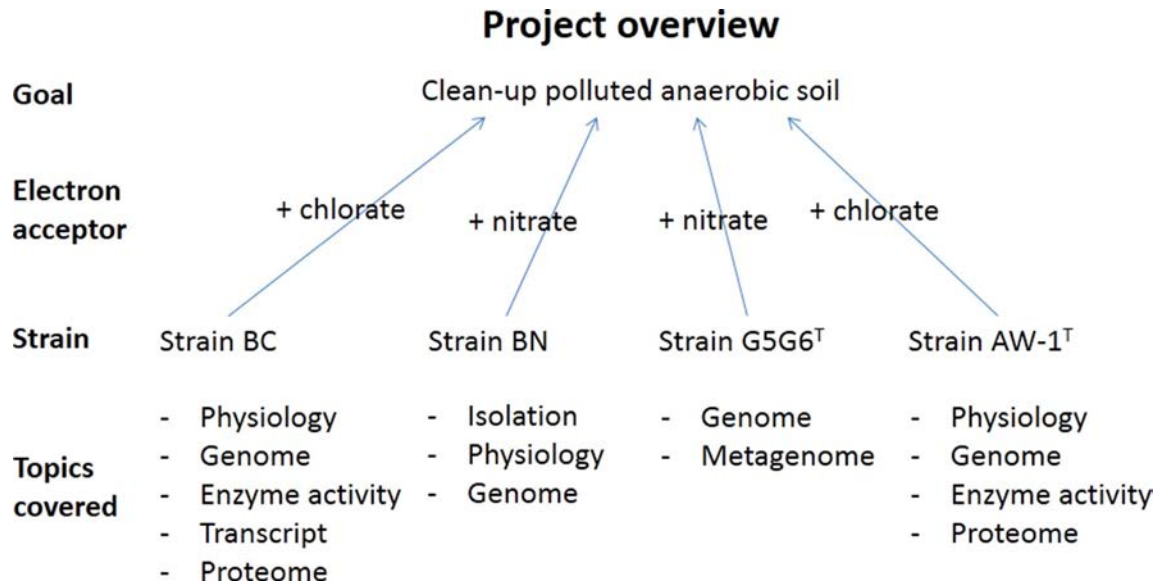 Project overview
Goal
Clean-up polluted anaerobic soil
Electron
acceptor
+ chlorate
+ nitrate
+ nitrate
+ chlorate
Strain
Strain BC
Strain BN
Strain G5G6ᵀ
Strain AW-1ᵀ
Topics
covered
- Physiology
- Genome
- Enzyme activity
- Transcript
- Proteome
- Isolation
- Physiology
- Genome
- Genome
- Metagenome
- Physiology
- Genome
- Enzyme activity
- Proteome